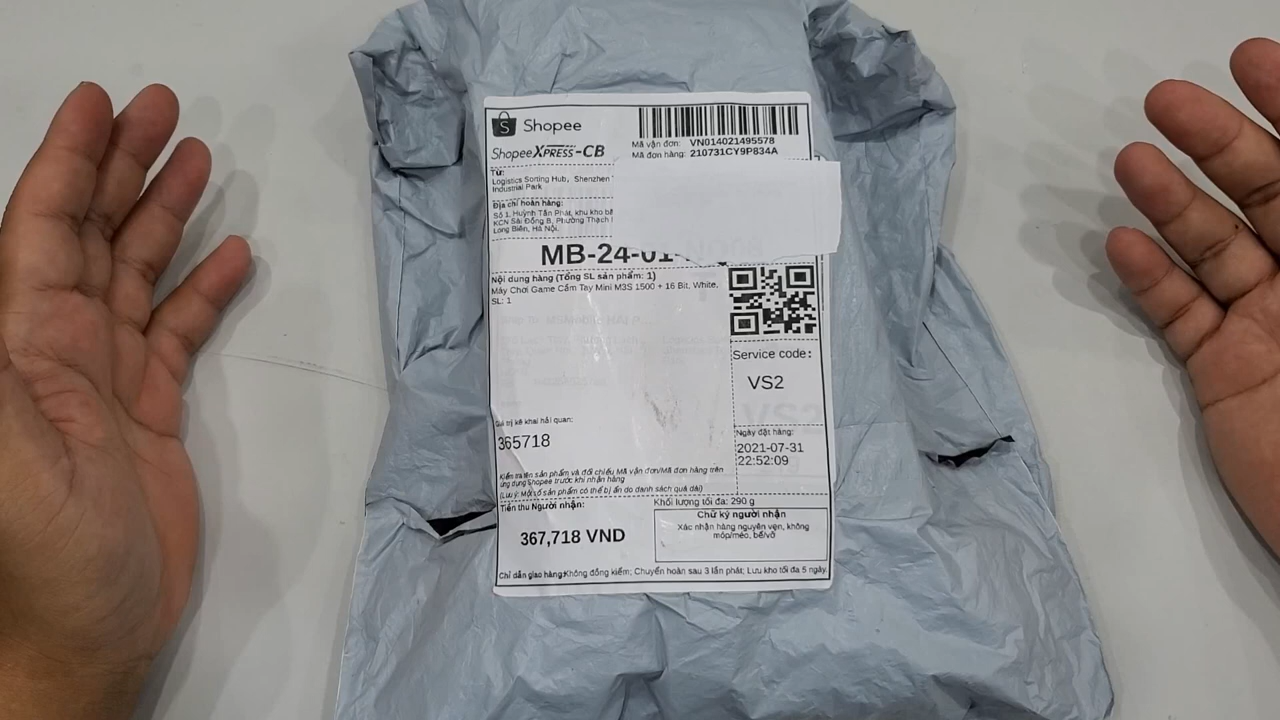 Shopee
Shopee XPRESS-CB
Mã vận đơn: VN014021495578
Mã đơn hàng: 210731CY9P834A
Từ:
Logistics Sorting Hub, Shenzhen
Industrial Park
Địa chỉ hoàn hàng:
Số 1, Huỳnh Tấn Phát, khu kho
KCN Sài Đồng B, Phường Thạch
Long Biên, Hà Nội.
MB-24-01-
Nội dung hàng (Tổng SL sản phẩm: 1)
Máy Chơi Game Cầm Tay Mini M3S 1500 + 16 Bit, White,
SL: 1
Service code:
VS2
Giá trị kê khai hải quan:
365718
Ngày đặt hàng:
2021-07-31
22:52:09
Kiểm tra tên sản phẩm và đối chiếu Mã vận đơn/Mã đơn hàng trên
ứng dụng Shopee trước khi nhận hàng
(Lưu ý: Một số sản phẩm có thể bị ẩn do danh sách quá dài)
Tiền thu Người nhận:
367,718 VND
Khối lượng tối đa: 290 g
Chữ ký người nhận
Xác nhận hàng nguyên vẹn, không
móp/méo, bể/vỡ
Chỉ dẫn giao hàng:Không đồng kiểm; Chuyển hoàn sau 3 lần phát; Lưu kho tối đa 5 ngày.